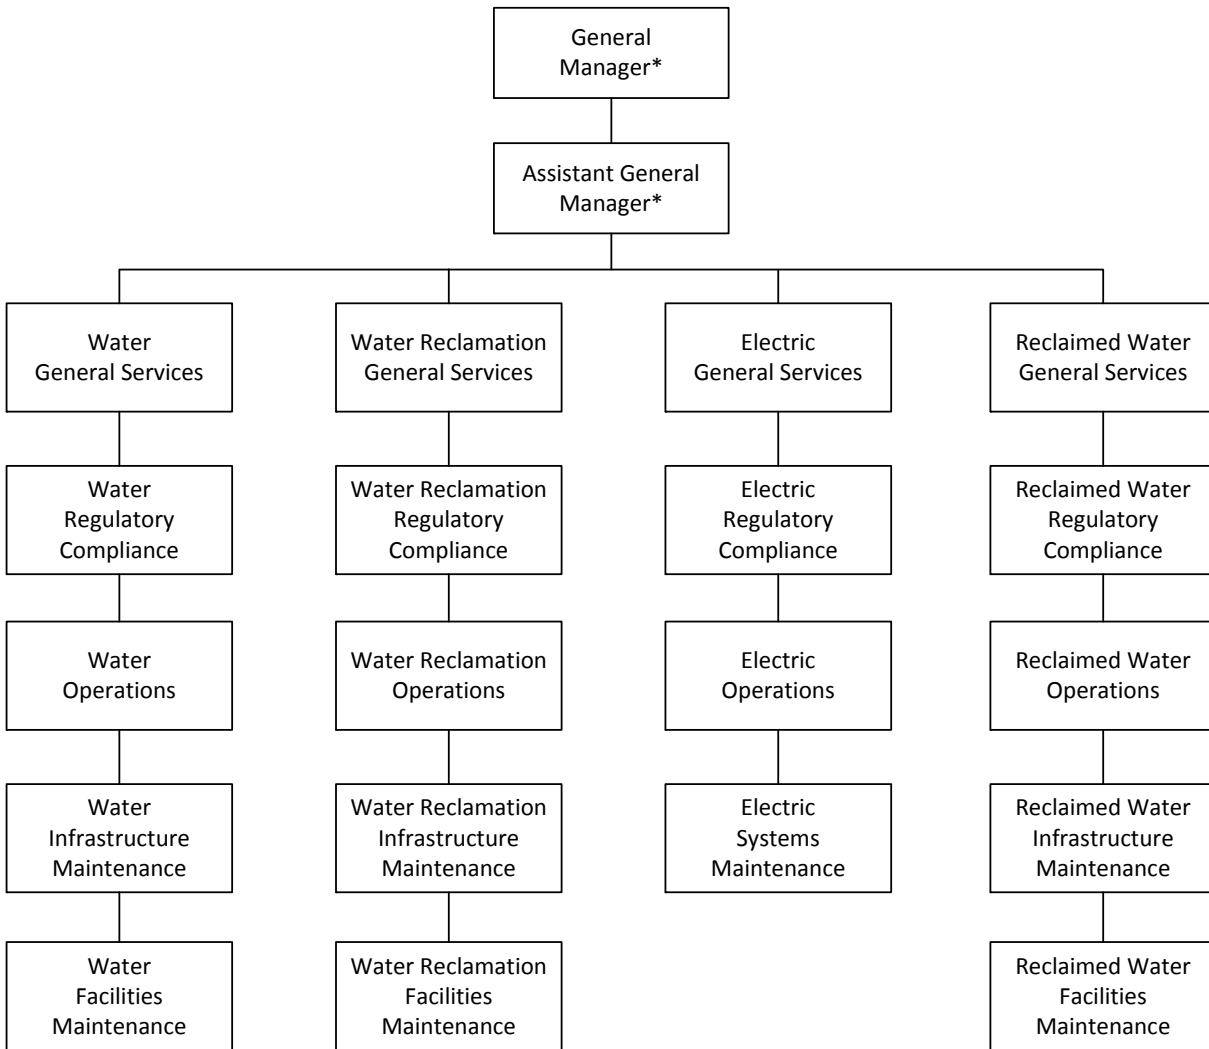 General
Manager*
Assistant General
Manager*
Water
General Services
Water Reclamation
General Services
Electric
General Services
Reclaimed Water
General Services
Water
Regulatory
Compliance
Water Reclamation
Regulatory
Compliance
Electric
Regulatory
Compliance
Reclaimed Water
Regulatory
Compliance
Water
Operations
Water Reclamation
Operations
Electric
Operations
Reclaimed Water
Operations
Water
Infrastructure
Maintenance
Water Reclamation
Infrastructure
Maintenance
Electric
Systems
Maintenance
Reclaimed Water
Infrastructure
Maintenance
Water
Facilities
Maintenance
Water Reclamation
Facilities
Maintenance
Reclaimed Water
Facilities
Maintenance